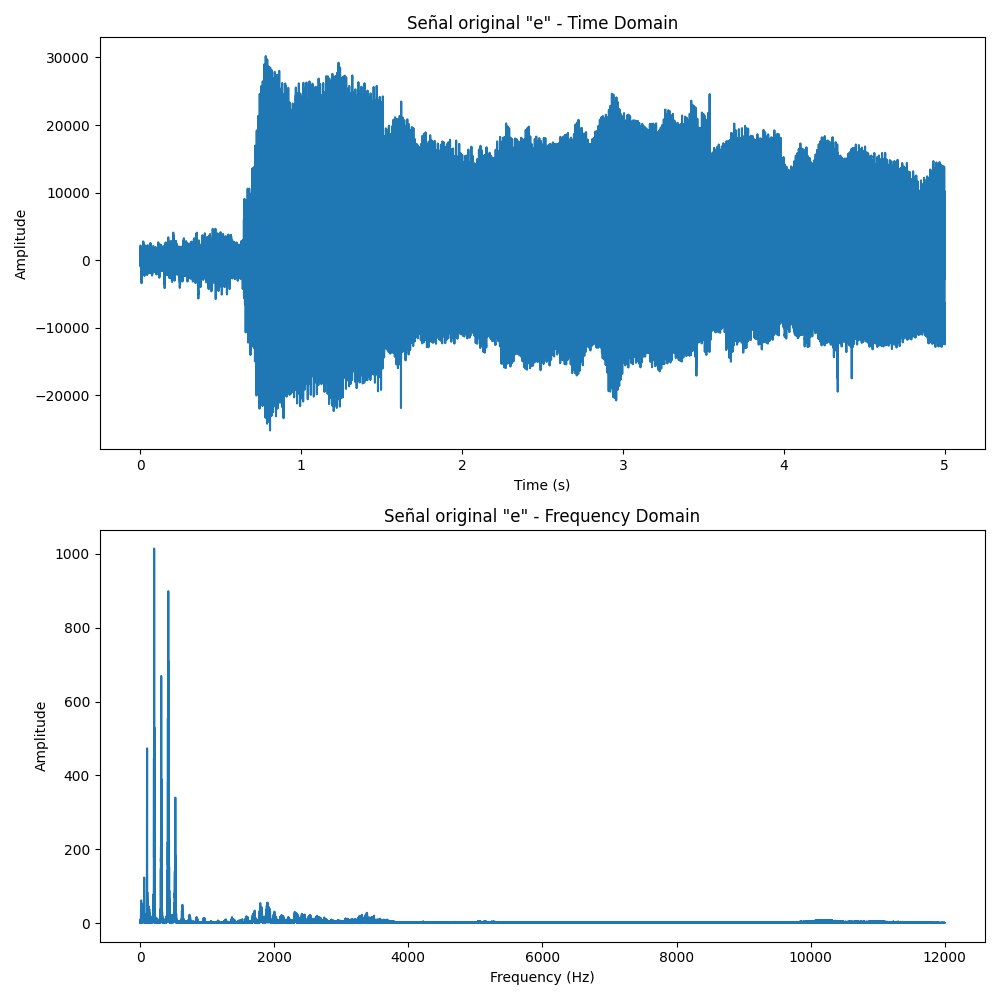 Señal original "e" - Time Domain
30000
20000
10000
0
−10000
−20000
Amplitude
0 1 2 3 4 5
Time (s)
Señal original "e" - Frequency Domain
1000
800
600
400
200
0
Amplitude
0 2000 4000 6000 8000 10000 12000
Frequency (Hz)